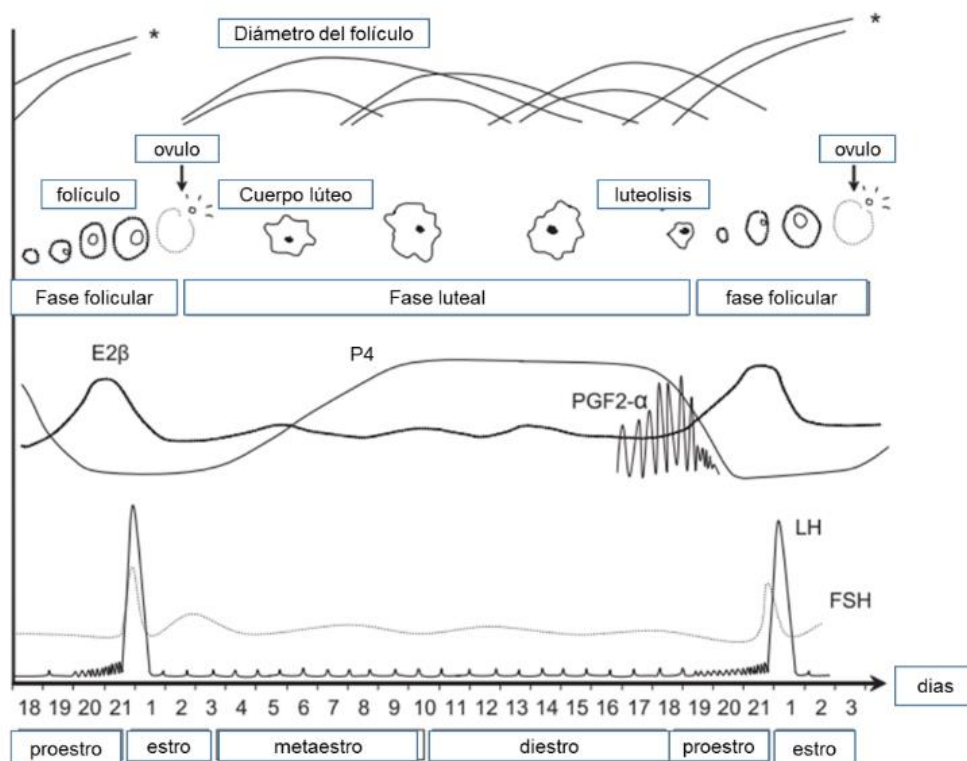 *
Diámetro del folículo
*
ovulo
ovulo
folículo
Cuerpo lúteo
luteolisis
Fase folicular
Fase luteal
fase folicular
E2β
P4
PGF2-α
LH
FSH
dias
18 19 20 21 1 2 3 4 5 6 7 8 9 10 11 12 13 14 15 16 17 18 19 20 21 1 2 3
proestro
estro
metaestro
diestro
proestro
estro